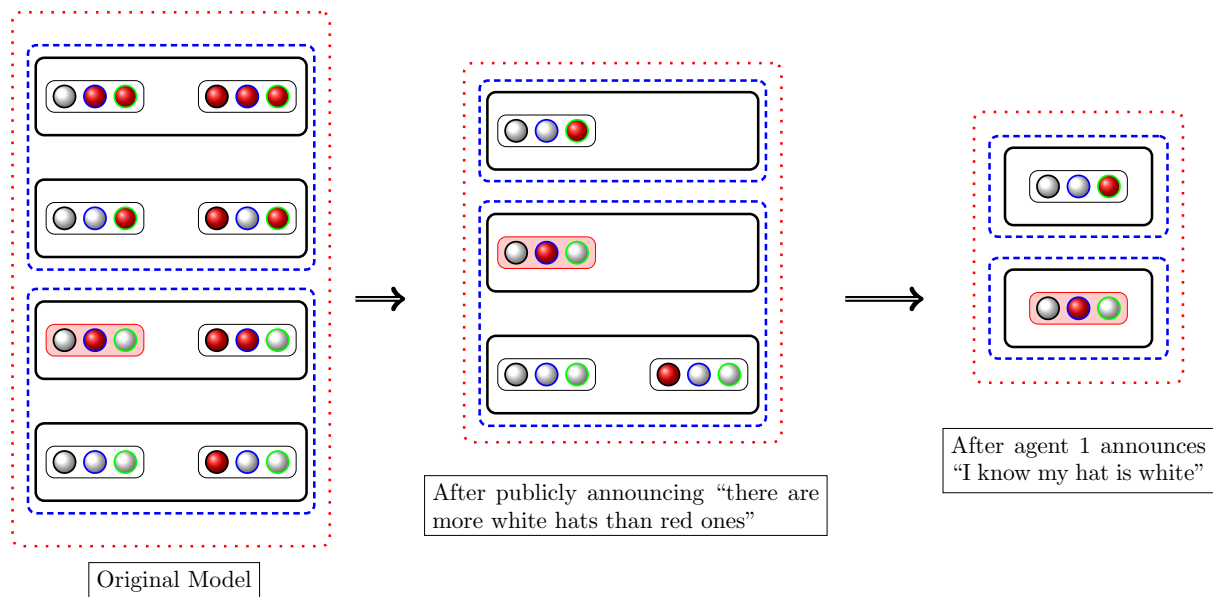 Original Model
After publicly announcing “there are
more white hats than red ones”
After agent 1 announces
“I know my hat is white”